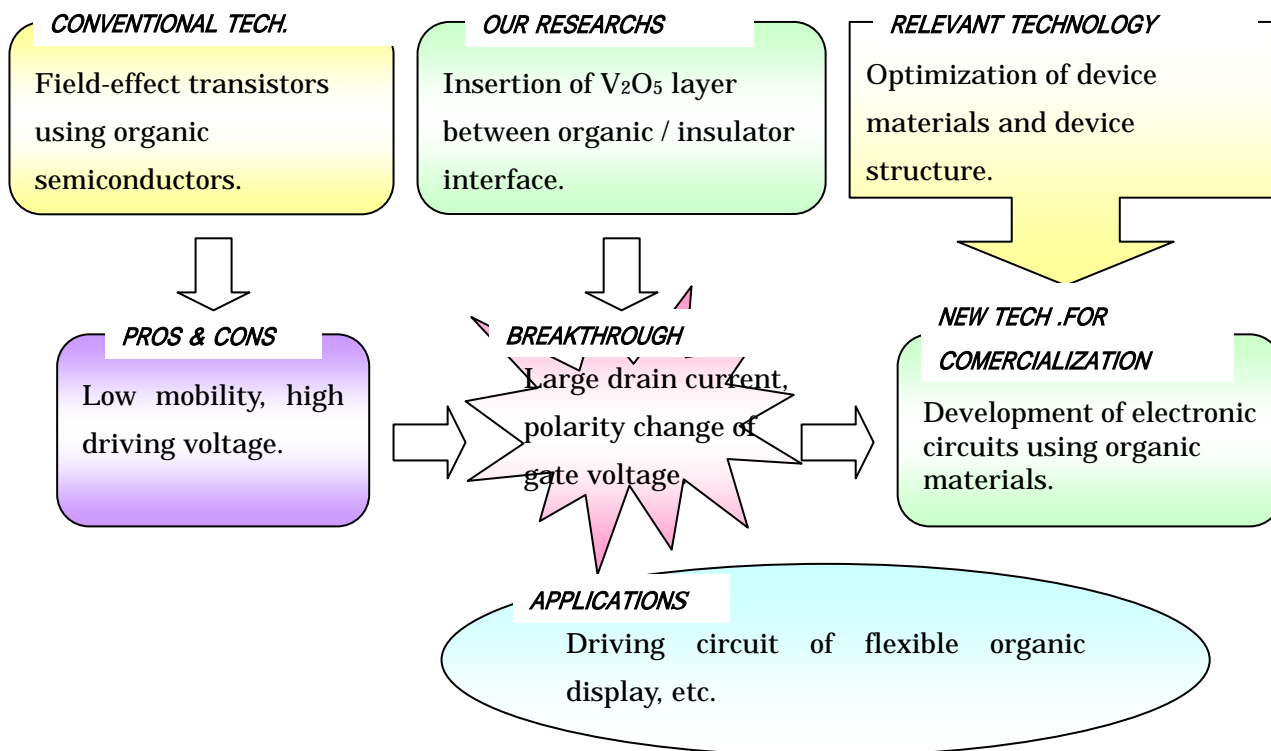 CONVENTIONAL TECH.
Field-effect transistors
using organic
semiconductors.
OUR RESEARCHS
Insertion of V₂O₅ layer
between organic / insulator
interface.
RELEVANT TECHNOLOGY
Optimization of device
materials and device
structure.
PROS & CONS
Low mobility, high
driving voltage.
BREAKTHROUGH
Large drain current,
polarity change of
gate voltage.
NEW TECH .FOR
COMERCIALIZATION
Development of electronic
circuits using organic
materials.
APPLICATIONS
Driving circuit of flexible organic
display, etc.